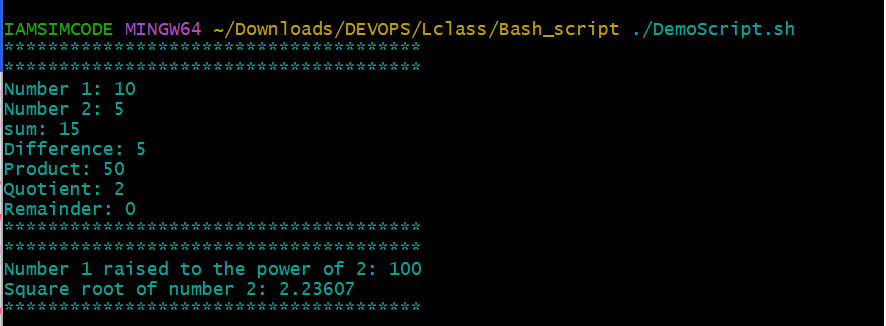 IAMSIMCODE MINGW64 ~/Downloads/DEVOPS/Lclass/Bash_script ./DemoScript.sh
**************************************
**************************************
Number 1: 10
Number 2: 5
sum: 15
Difference: 5
Product: 50
Quotient: 2
Remainder: 0
**************************************
**************************************
Number 1 raised to the power of 2: 100
Square root of number 2: 2.23607
**************************************